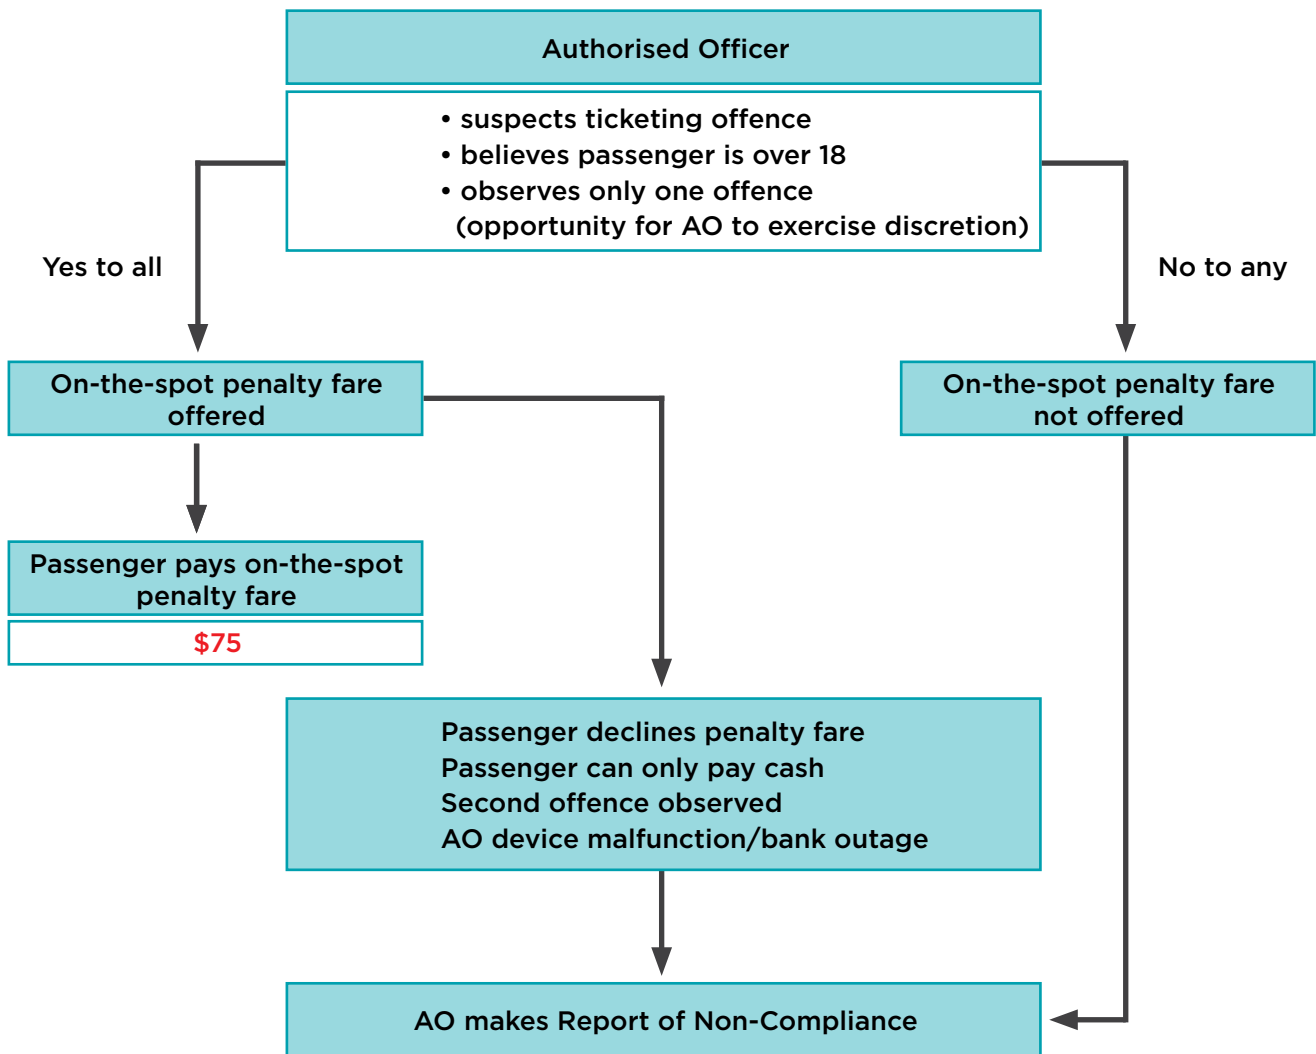 Authorised Officer
• suspects ticketing offence
• believes passenger is over 18
• observes only one offence
(opportunity for AO to exercise discretion)
Yes to all
No to any
On-the-spot penalty fare
offered
On-the-spot penalty fare
not offered
Passenger pays on-the-spot
penalty fare
$75
Passenger declines penalty fare
Passenger can only pay cash
Second offence observed
AO device malfunction/bank outage
AO makes Report of Non-Compliance